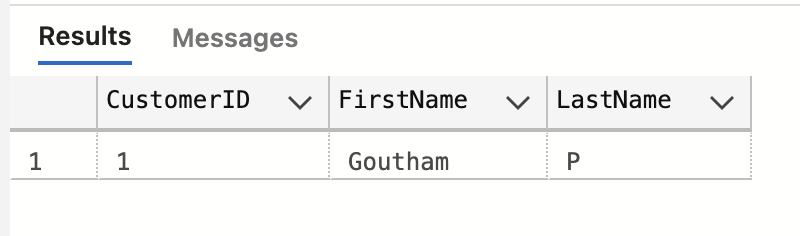 Results Messages
CustomerID FirstName LastName
1 1 Goutham P